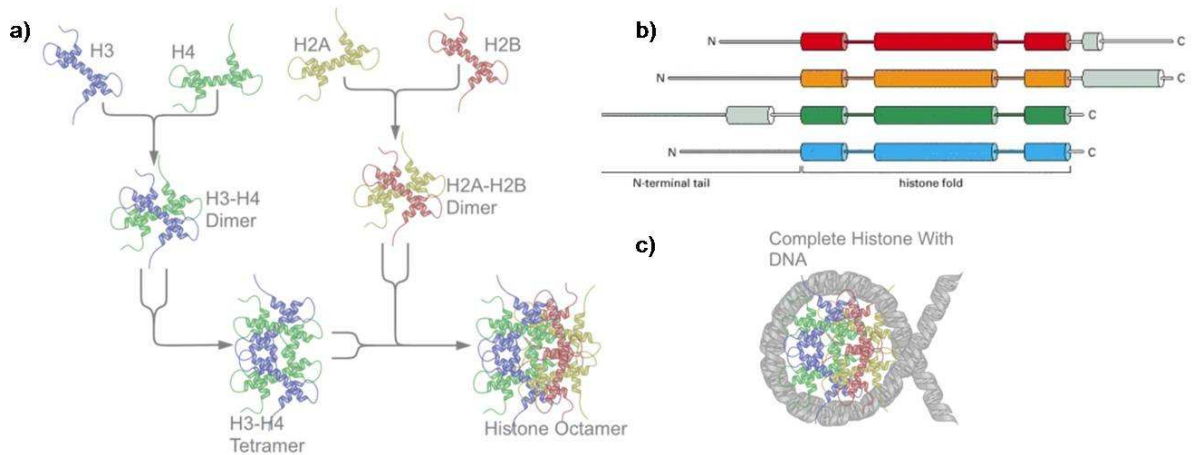 a)
H3
H4
H2A
H2B
H3-H4
Dimer
H2A-H2B
Dimer
H3-H4
Tetramer
Histone Octamer
b)
N
C
N
C
C
N
C
N-terminal tail
histone fold
c)
Complete Histone With
DNA